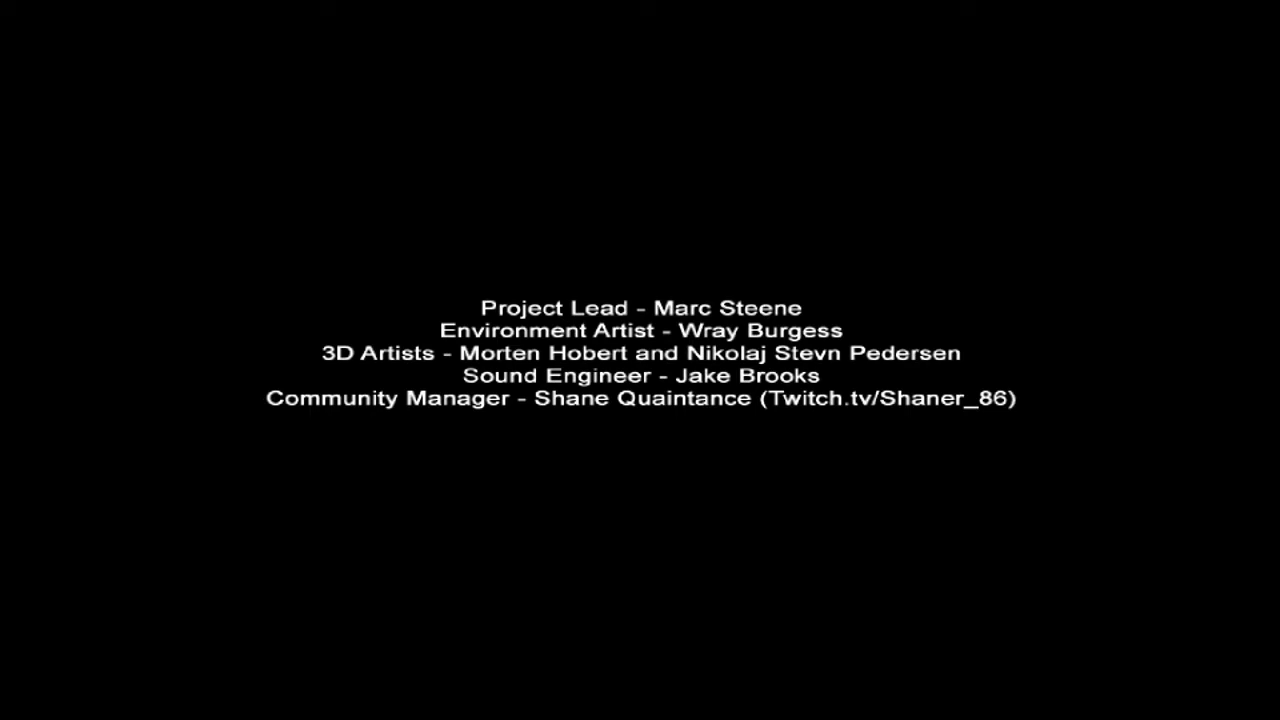 Project Lead - Marc Steene
Environment Artist - Wray Burgess
3D Artists - Morten Hobert and Nikolaj Stevn Pedersen
Sound Engineer - Jake Brooks
Community Manager - Shane Quaintance (Twitch.tv/Shaner_86)